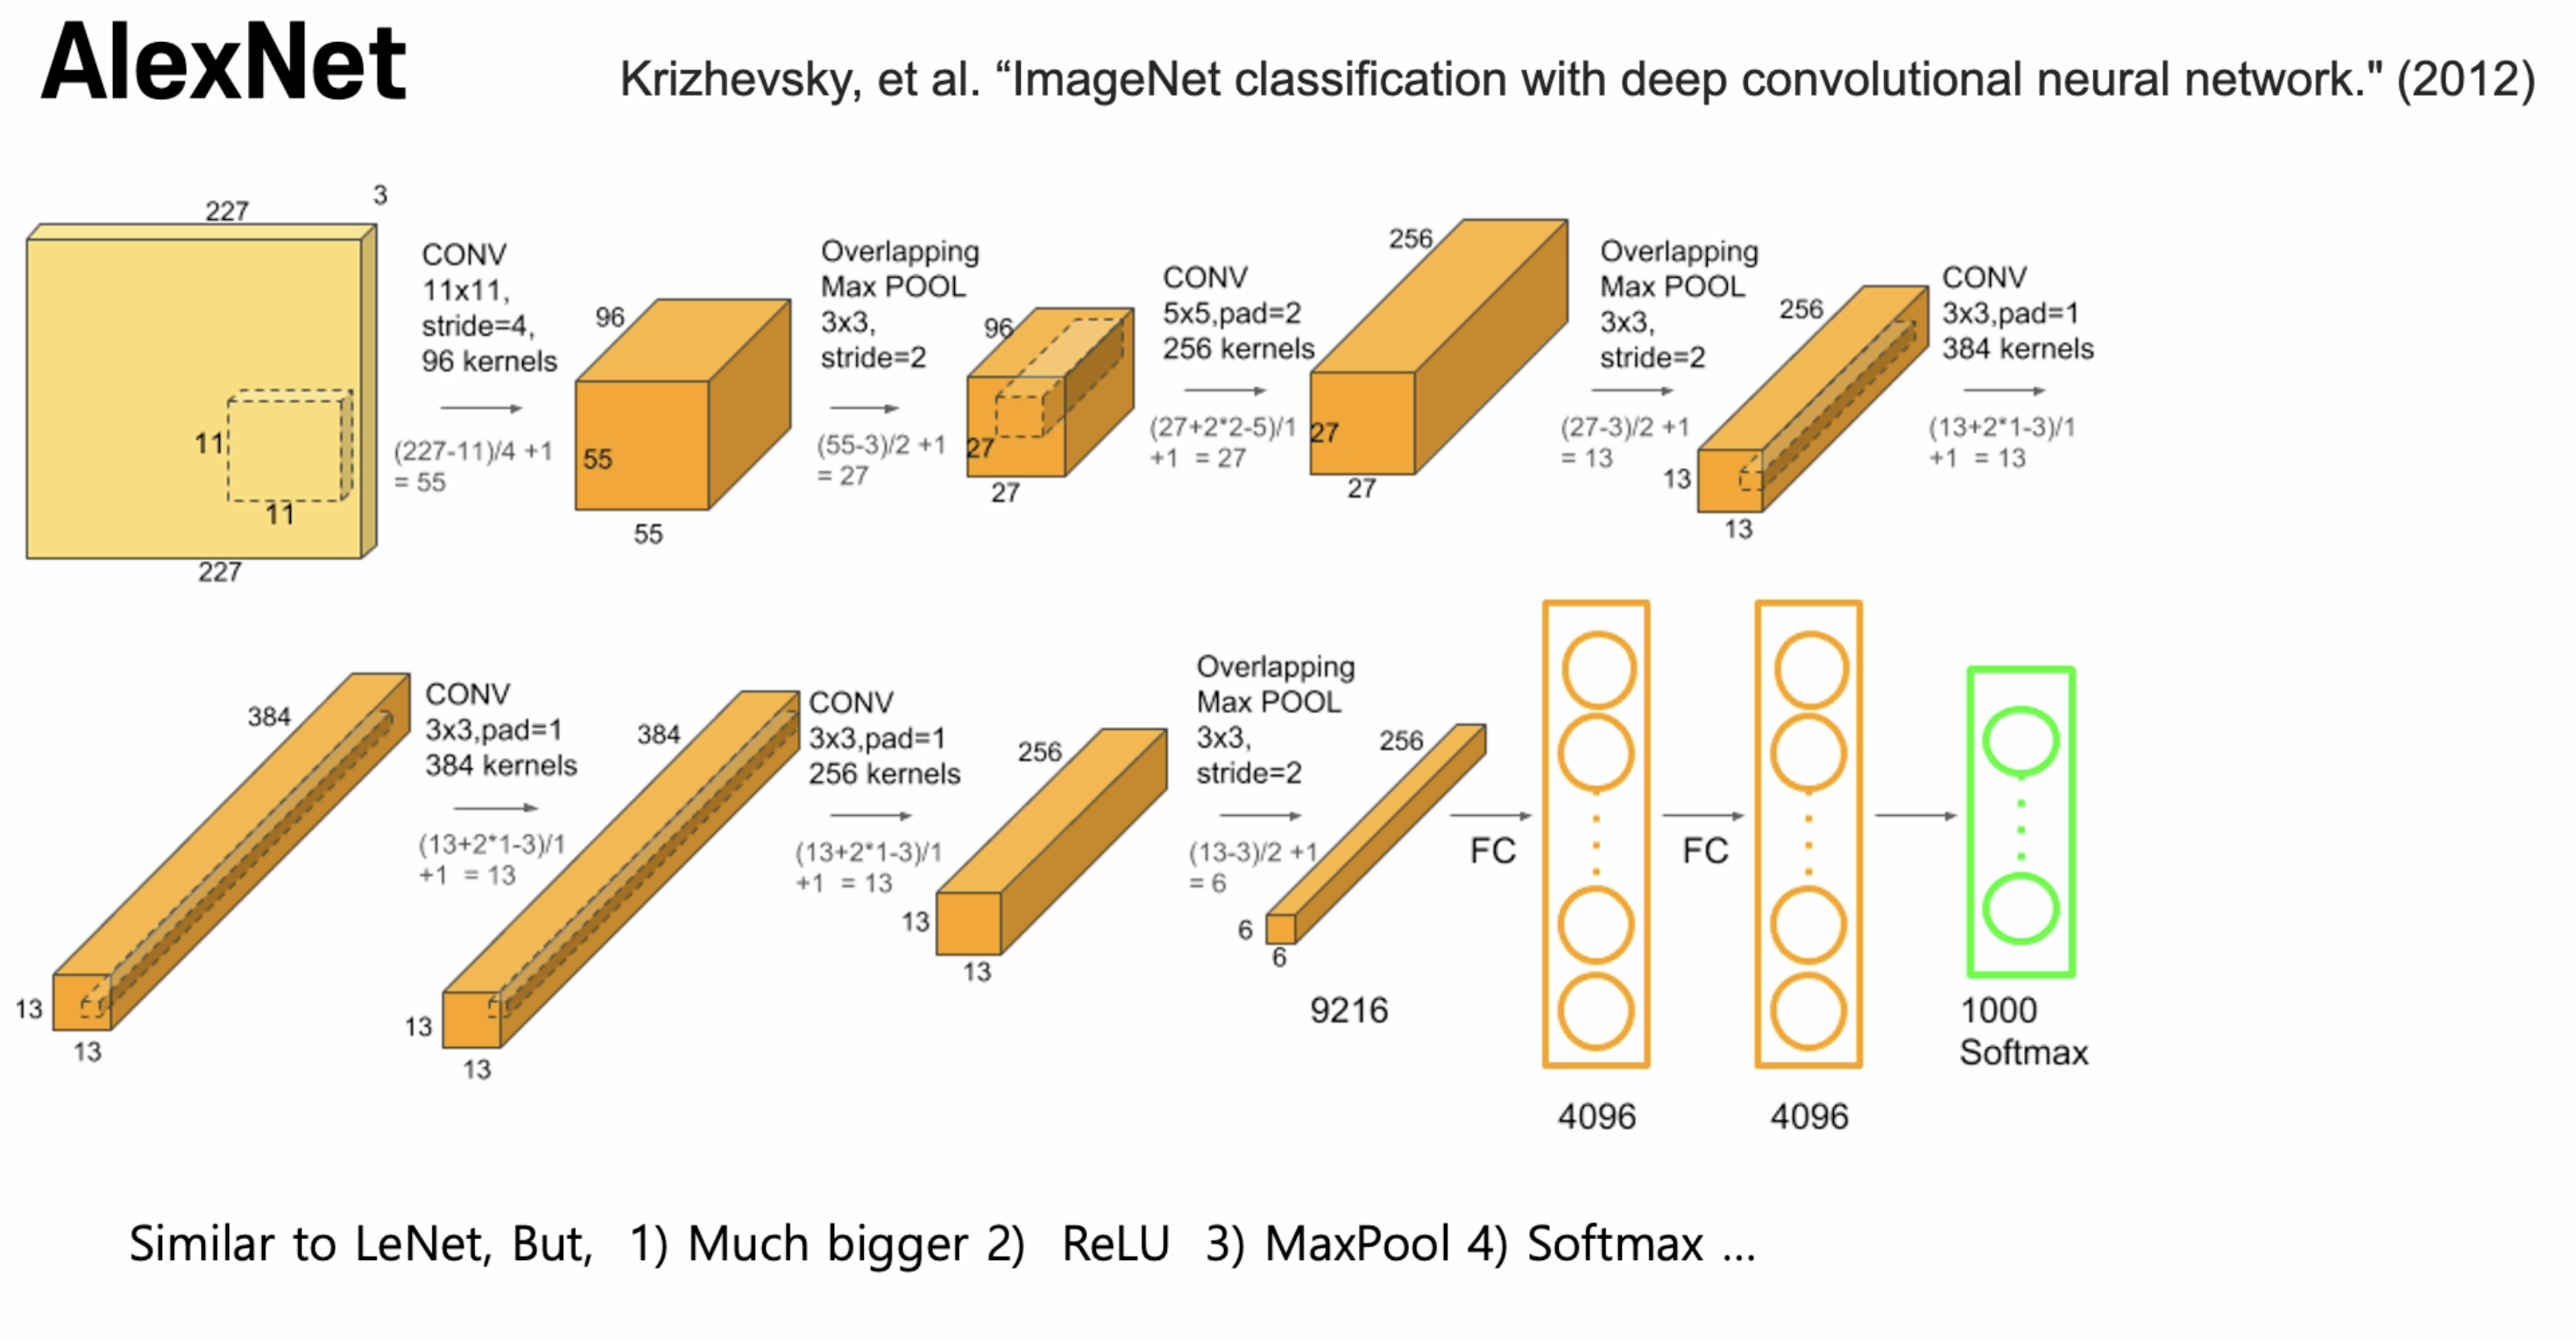 AlexNet
Krizhevsky, et al. “ImageNet classification with deep convolutional neural network." (2012)
227
3
11
11
227
CONV
11x11,
stride=4,
96 kernels
(227-11)/4 +1
= 55
96
55
55
Overlapping
Max POOL
3x3,
stride=2
(55-3)/2 +1
= 27
96
27
27
CONV
5x5,pad=2
256 kernels
(27+2*2-5)/1
+1 = 27
256
27
27
Overlapping
Max POOL
3x3,
stride=2
(27-3)/2 +1
= 13
256
13
13
CONV
3x3,pad=1
384 kernels
(13+2*1-3)/1
+1 = 13
384
13
13
CONV
3x3,pad=1
384 kernels
(13+2*1-3)/1
+1 = 13
384
13
13
CONV
3x3,pad=1
256 kernels
(13+2*1-3)/1
+1 = 13
256
13
13
Overlapping
Max POOL
3x3,
stride=2
(13-3)/2 +1
= 6
256
6
6
9216
FC
4096
FC
4096
1000
Softmax
Similar to LeNet, But, 1) Much bigger 2) ReLU 3) MaxPool 4) Softmax ...